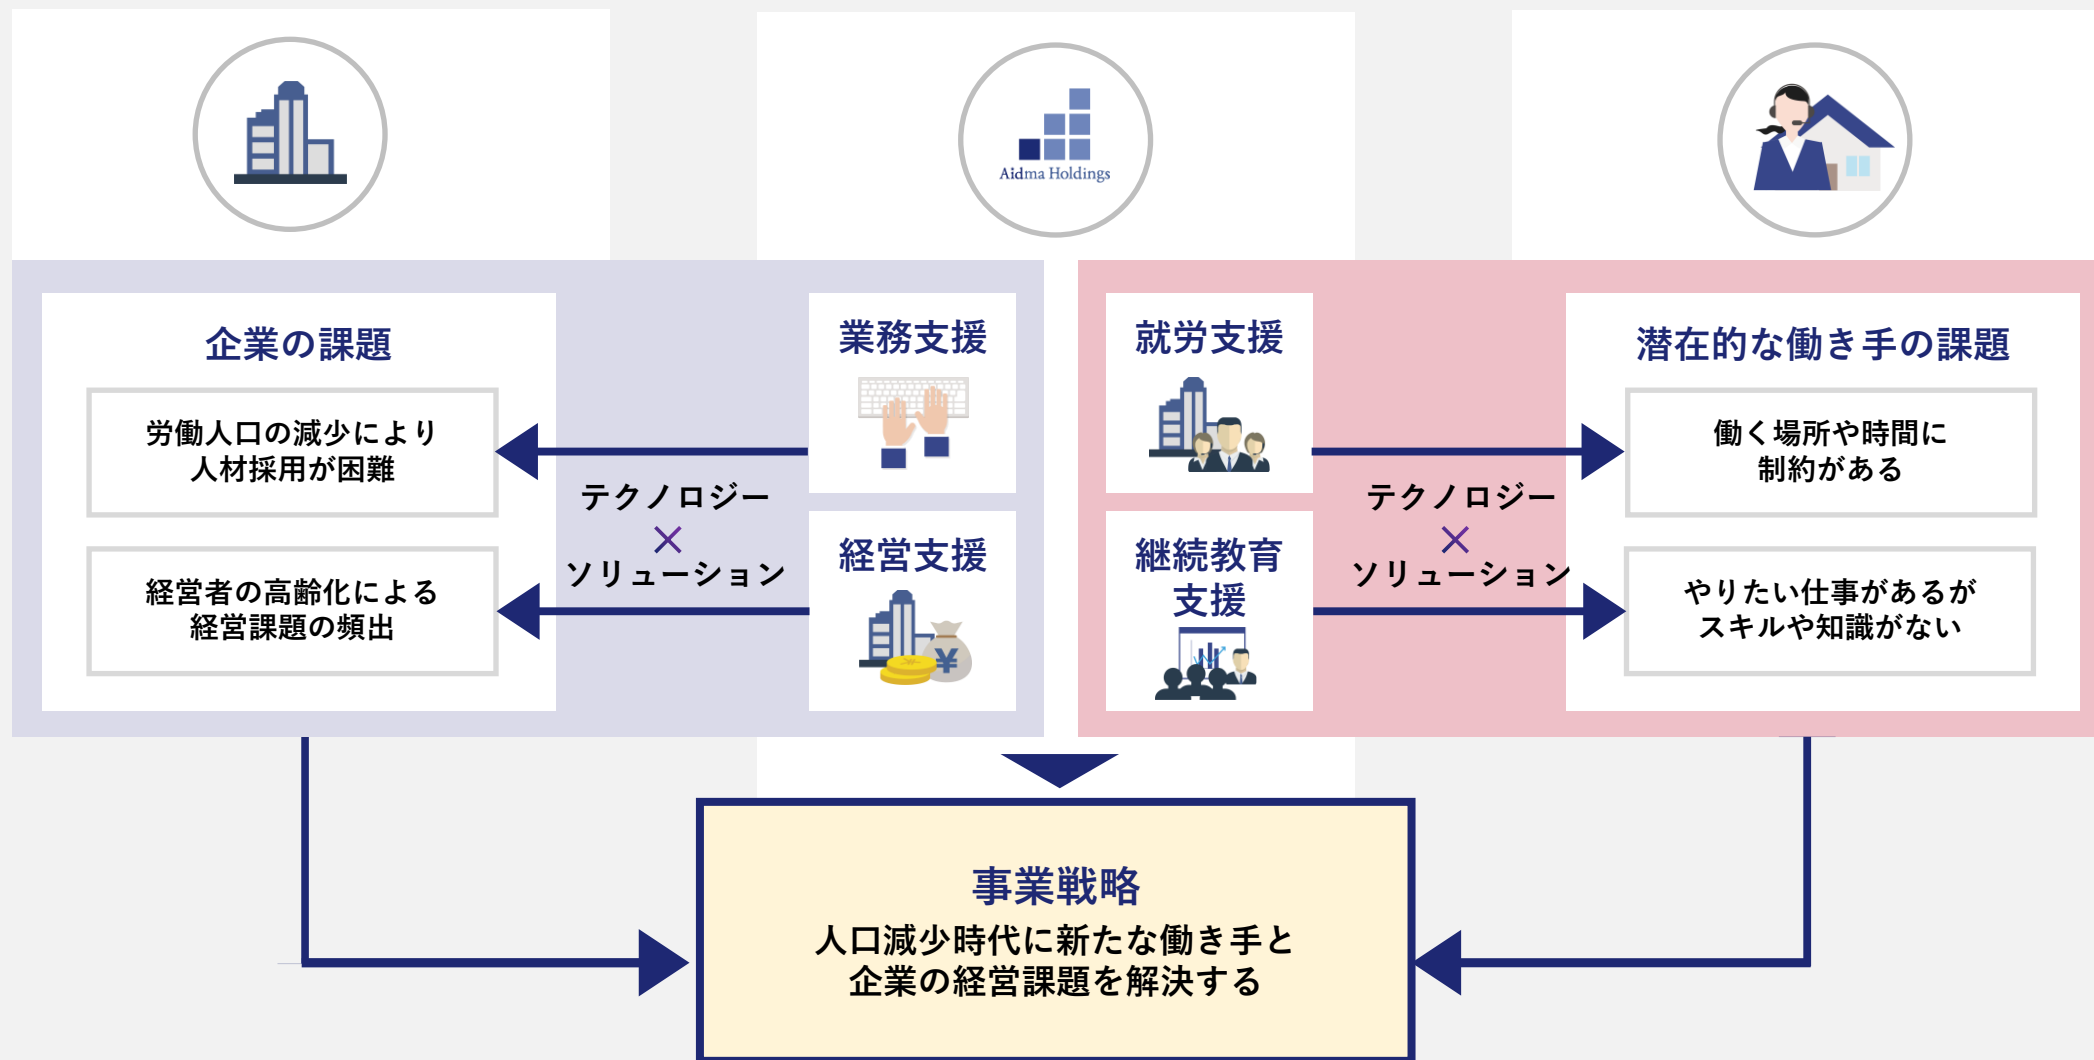 Aidma Holdings
企業の課題
労働人口の減少により
人材採用が困難
経営者の高齢化による
経営課題の頻出
テクノロジー
×
ソリューション
業務支援
経営支援
¥
就労支援
継続教育
支援
テクノロジー
×
ソリューション
潜在的な働き手の課題
働く場所や時間に
制約がある
やりたい仕事があるが
スキルや知識がない
事業戦略
人口減少時代に新たな働き手と
企業の経営課題を解決する